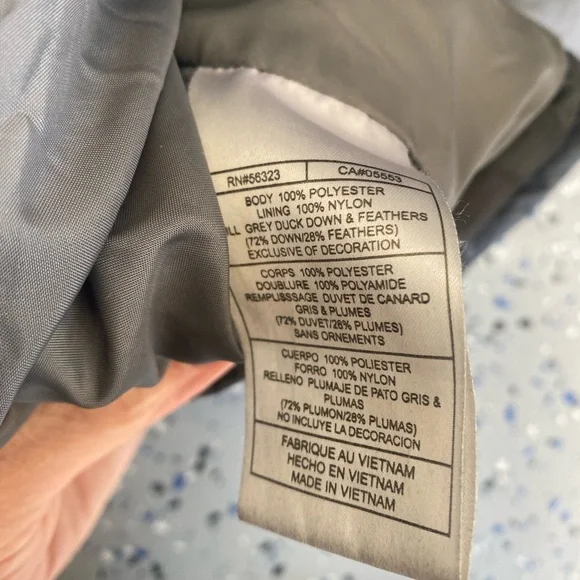 RN#56323 CA#05553
BODY 100% POLYESTER
LINING 100% NYLON
GREY DUCK DOWN & FEATHERS
(72% DOWN/28% FEATHERS)
EXCLUSIVE OF DECORATION
CORPS 100% POLYESTER
DOUBLURE 100% POLYAMIDE
REMPLISSSAGE DUVET DE CANARD
GRIS & PLUMES
(72% DUVET/28% PLUMES)
SANS ORNEMENTS
CUERPO 100% POLIESTER
FORRO 100% NYLON
RELLENO PLUMAJE DE PATO GRIS &
PLUMAS
(72% PLUMON/28% PLUMAS)
NO INCLUYE LA DECORACION
FABRIQUE AU VIETNAM
HECHO EN VIETNAM
MADE IN VIETNAM